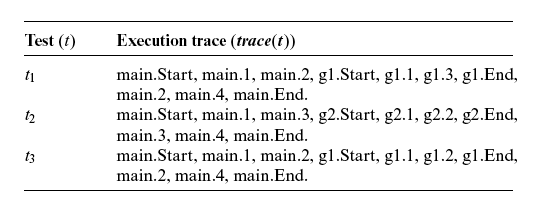 Test (t) Execution trace (trace(t))
t1 main.Start, main.1, main.2, g1.Start, g1.1, g1.3, g1.End,
main.2, main.4, main.End.
t2 main.Start, main.1, main.3, g2.Start, g2.1, g2.2, g2.End,
main.3, main.4, main.End.
t3 main.Start, main.1, main.2, g1.Start, g1.1, g1.2, g1.End,
main.2, main.4, main.End.